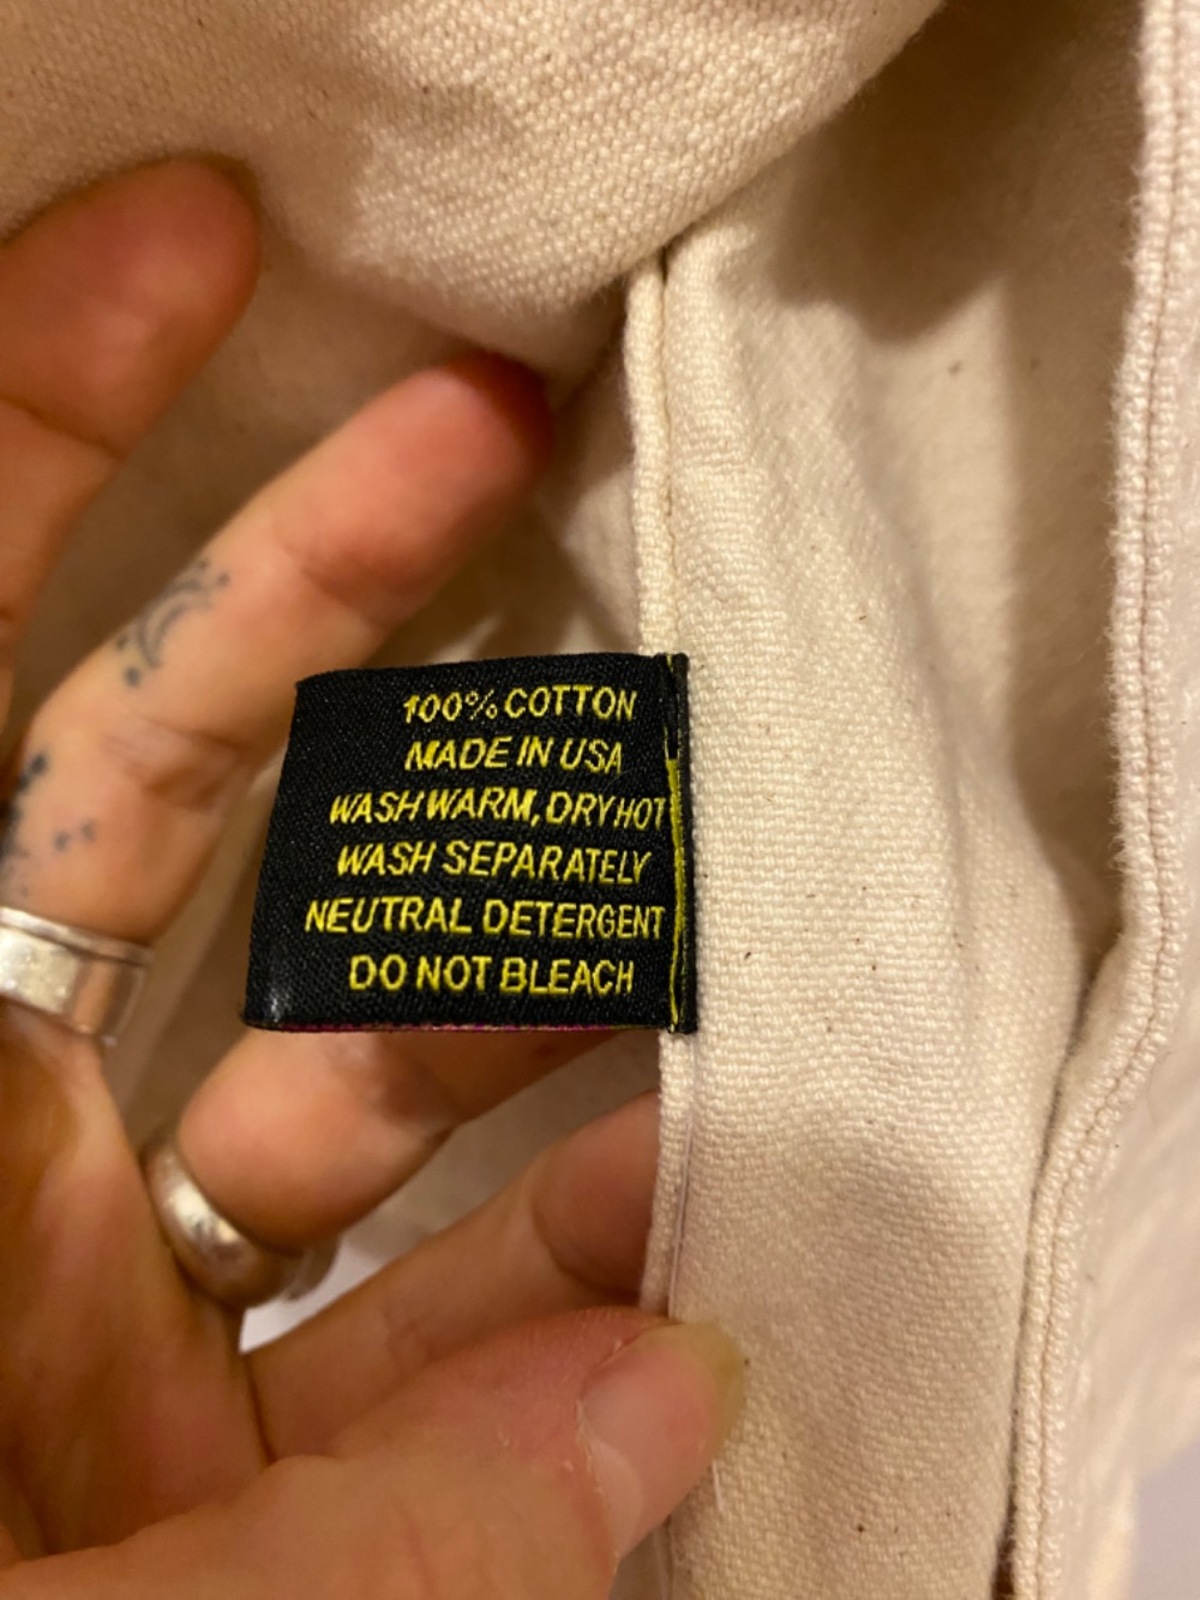 100% COTTON
MADE IN USA
WASH WARM, DRY HOT
WASH SEPARATELY
NEUTRAL DETERGENT
DO NOT BLEACH